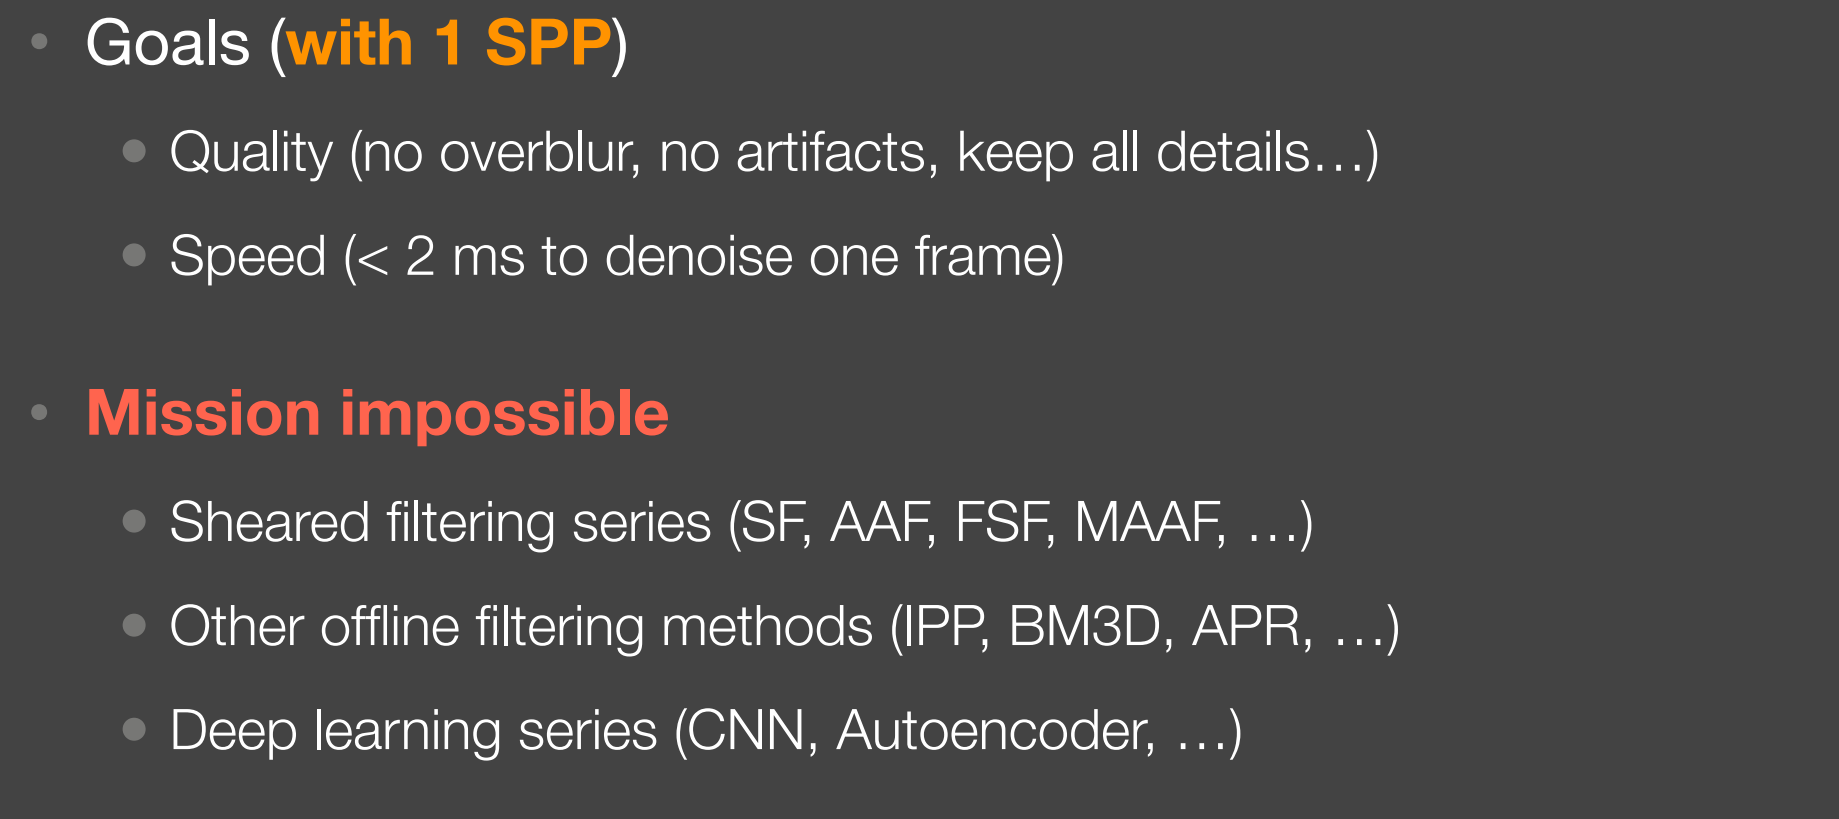 • Goals (with 1 SPP)
• Quality (no overblur, no artifacts, keep all details…)
• Speed (< 2 ms to denoise one frame)
• Mission impossible
• Sheared filtering series (SF, AAF, FSF, MAAF, …)
• Other offline filtering methods (IPP, BM3D, APR, …)
• Deep learning series (CNN, Autoencoder, …)